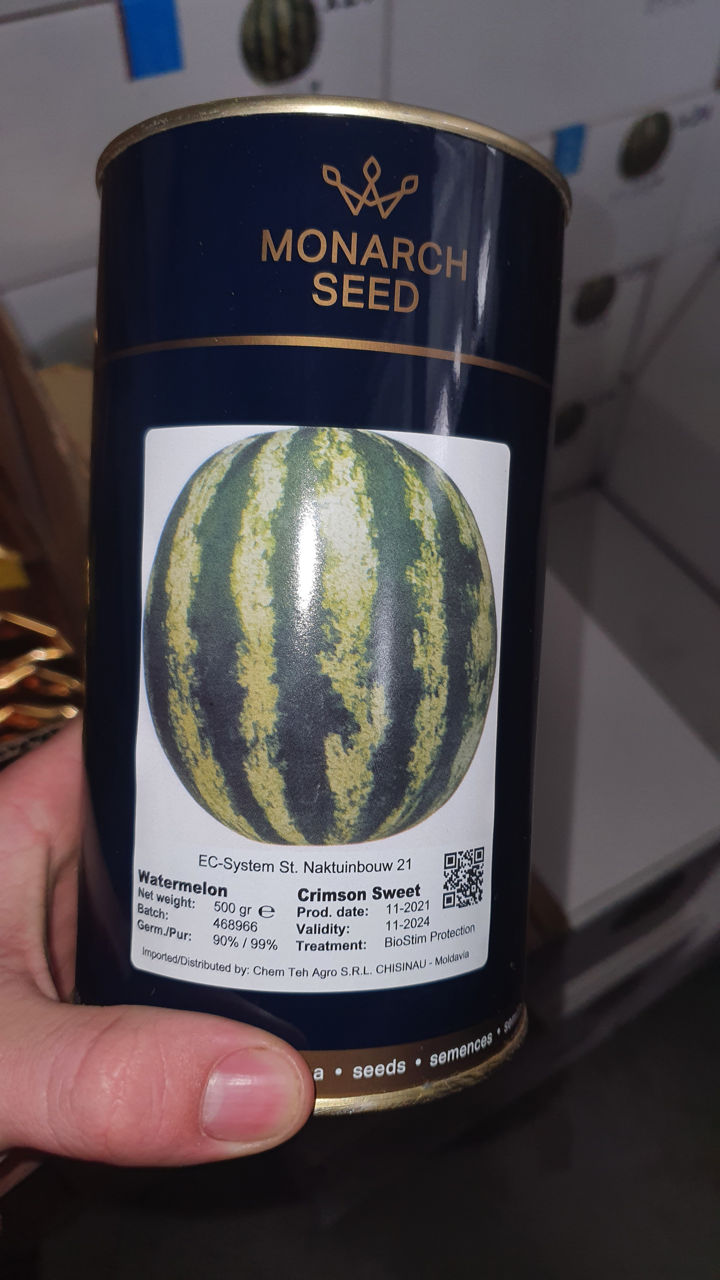 MONARCH
SEED
EC-System St. Naktuinbouw 21
Watermelon
Net weight: 500 gr ℮
Batch: 468966
Germ./Pur: 90% / 99%
Crimson Sweet
Prod. date: 11-2021
Validity: 11-2024
Treatment: BioStim Protection
Imported/Distributed by: Chem Teh Agro S.R.L. CHISINAU - Moldavia
a • seeds • semences •